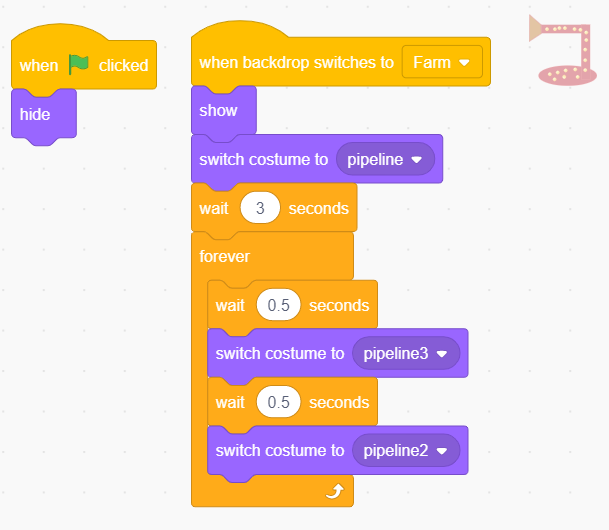 when clicked
hide
when backdrop switches to Farm
show
switch costume to pipeline
wait 3 seconds
forever
wait 0.5 seconds
switch costume to pipeline3
wait 0.5 seconds
switch costume to pipeline2